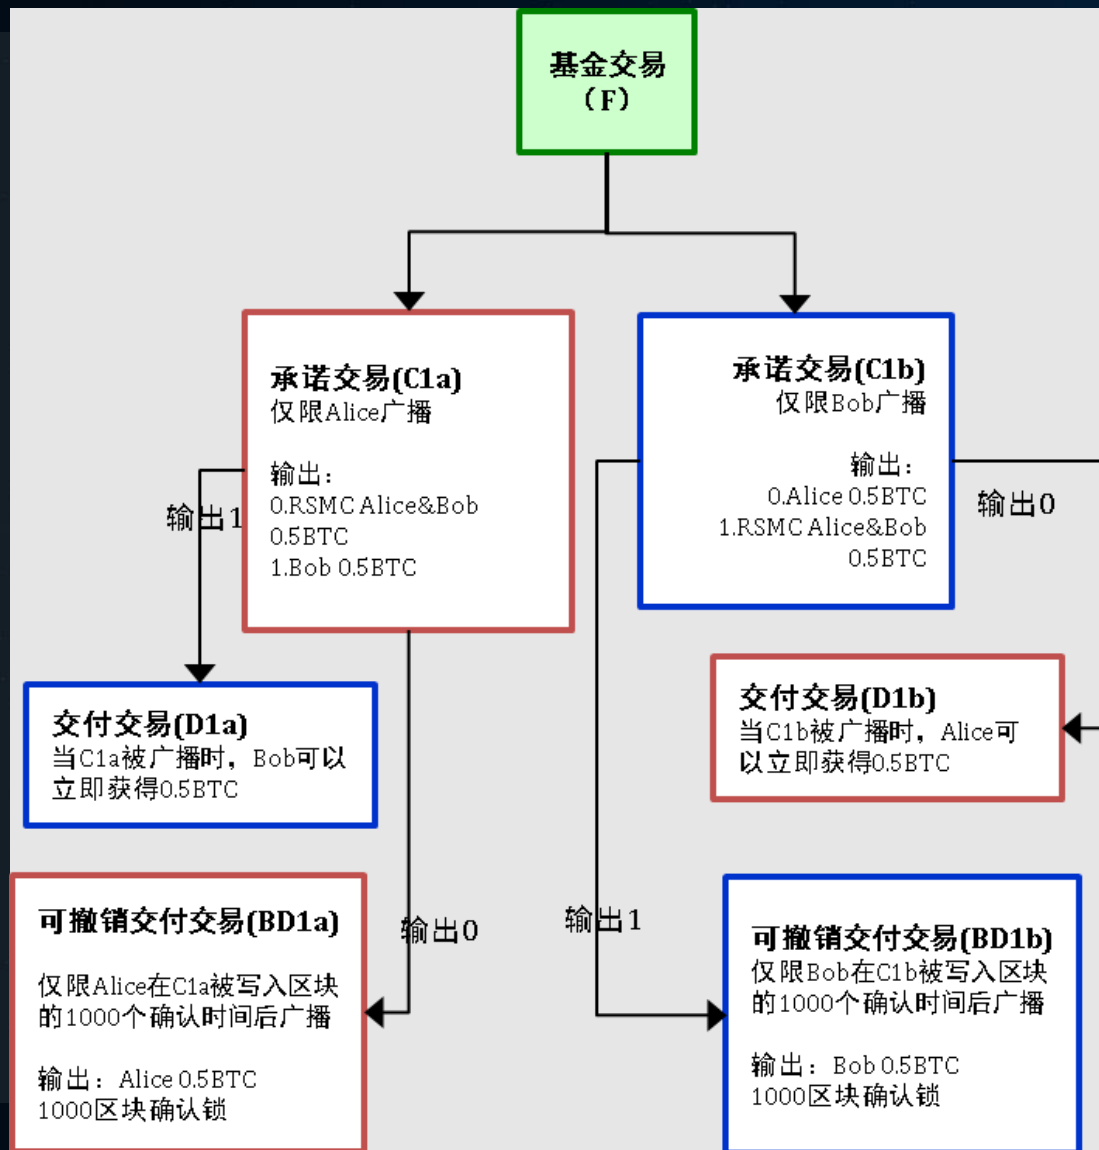 基金交易
（F）
承诺交易(C1a)
仅限Alice广播
输出：
0.RSMC Alice&Bob
0.5BTC
1.Bob 0.5BTC
承诺交易(C1b)
仅限Bob广播
输出：
0.Alice 0.5BTC
1.RSMC Alice&Bob
0.5BTC
输出1
输出0
交付交易(D1a)
当C1a被广播时，Bob可以
立即获得0.5BTC
交付交易(D1b)
当C1b被广播时，Alice可
以立即获得0.5BTC
可撤销交付交易(BD1a)
仅限Alice在C1a被写入区块
的1000个确认时间后广播
输出：Alice 0.5BTC
1000区块确认锁
输出0
输出1
可撤销交付交易(BD1b)
仅限Bob在C1b被写入区块
的1000个确认时间后广播
输出：Bob 0.5BTC
1000区块确认锁